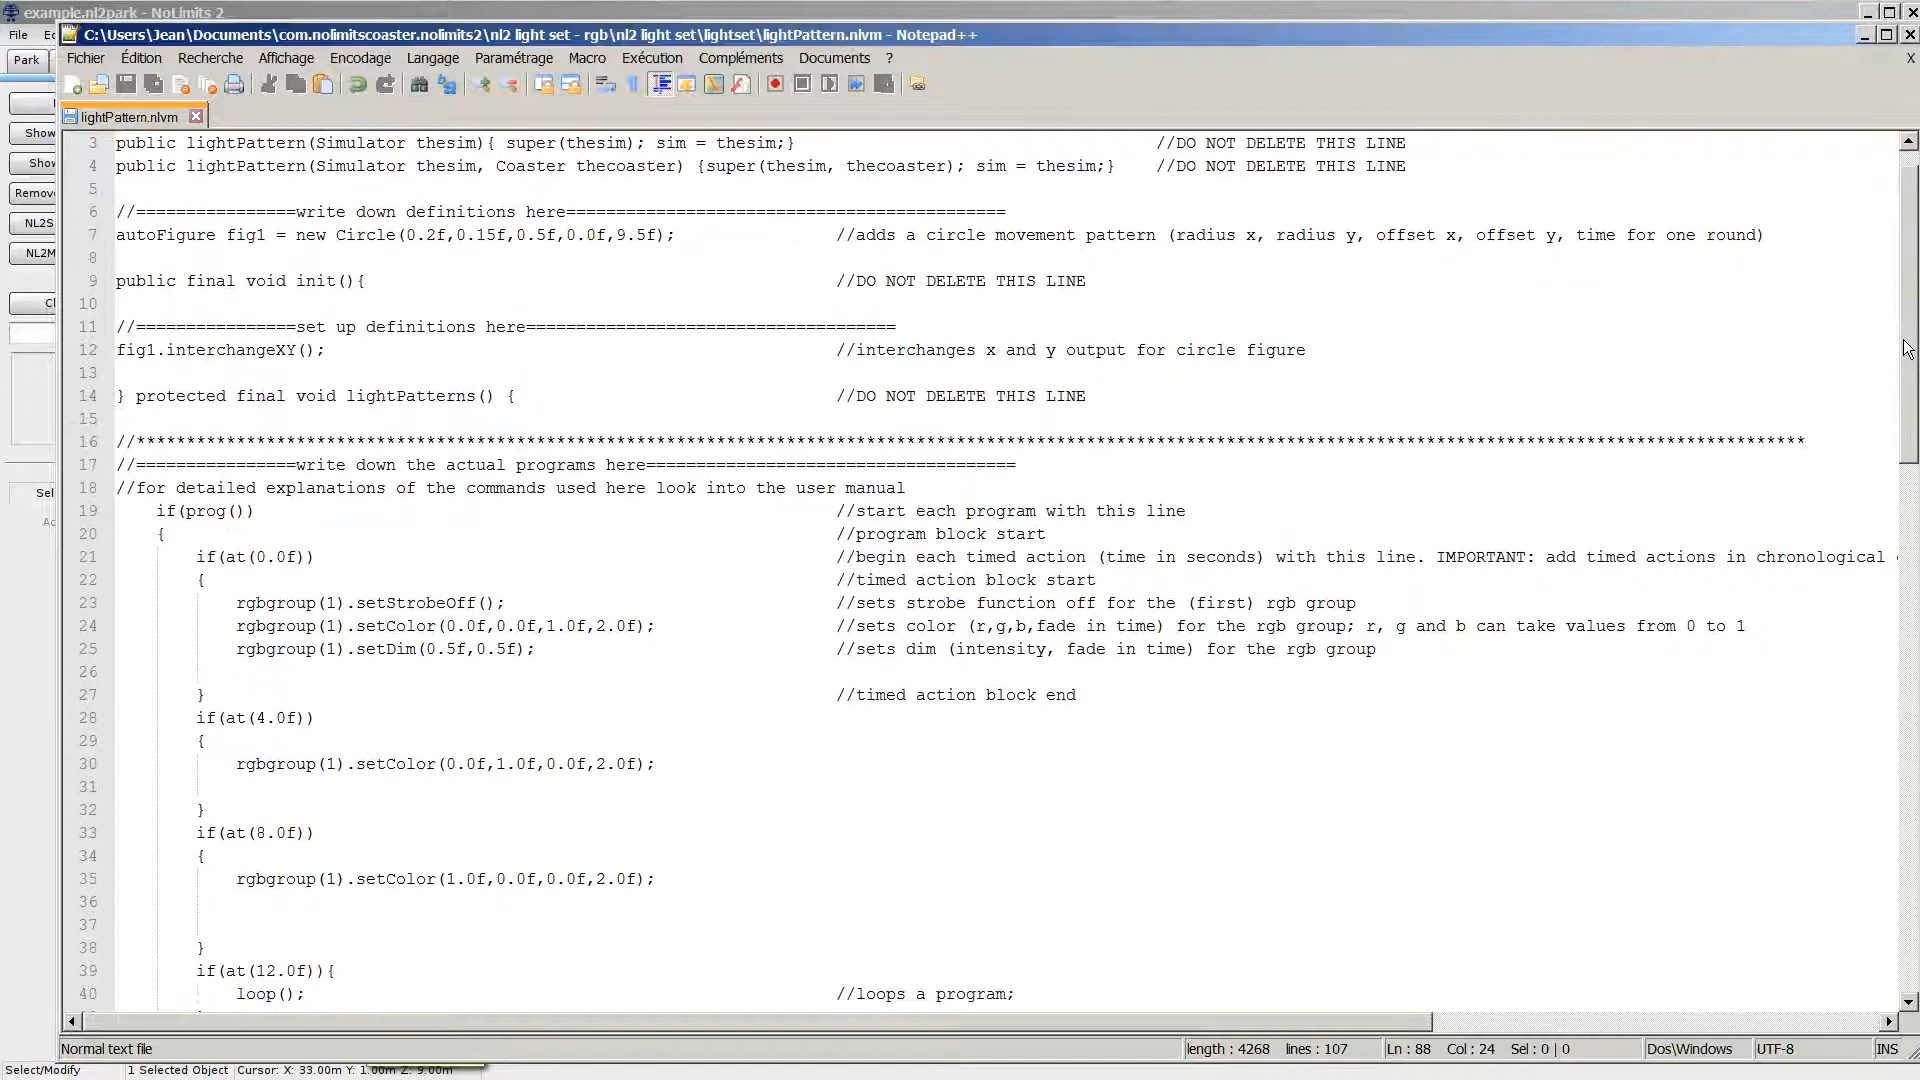 example.nl2park - NoLimits 2
File
Park
C:\Users\Jean\Documents\com.nolimitscoaster.nolimits2\nl2 light set - rgb\nl2 light set\lightset\lightPattern.nlvm - Notepad++
Fichier Édition Recherche Affichage Encodage Langage Paramétrage Macro Exécution Compléments Documents ? X
lightPattern.nlvm
3 public lightPattern(Simulator thesim){ super(thesim); sim = thesim;} //DO NOT DELETE THIS LINE
4 public lightPattern(Simulator thesim, Coaster thecoaster) {super(thesim, thecoaster); sim = thesim;} //DO NOT DELETE THIS LINE
5
6 //================write down definitions here============================================
7 autoFigure fig1 = new Circle(0.2f,0.15f,0.5f,0.0f,9.5f); //adds a circle movement pattern (radius x, radius y, offset x, offset y, time for one round)
8
9 public final void init(){ //DO NOT DELETE THIS LINE
10
11 //================set up definitions here=====================================
12 fig1.interchangeXY(); //interchanges x and y output for circle figure
13
14 } protected final void lightPatterns() { //DO NOT DELETE THIS LINE
15
16 //***********************************************************************************************************************************************************************
17 //================write down the actual programs here=====================================
18 //for detailed explanations of the commands used here look into the user manual
19 if(prog()) //start each program with this line
20 { //program block start
21 if(at(0.0f)) //begin each timed action (time in seconds) with this line. IMPORTANT: add timed actions in chronological
22 { //timed action block start
23 rgbgroup(1).setStrobeOff(); //sets strobe function off for the (first) rgb group
24 rgbgroup(1).setColor(0.0f,0.0f,1.0f,2.0f); //sets color (r,g,b,fade in time) for the rgb group; r, g and b can take values from 0 to 1
25 rgbgroup(1).setDim(0.5f,0.5f); //sets dim (intensity, fade in time) for the rgb group
26
27 } //timed action block end
28 if(at(4.0f))
29 {
30 rgbgroup(1).setColor(0.0f,1.0f,0.0f,2.0f);
31
32 }
33 if(at(8.0f))
34 {
35 rgbgroup(1).setColor(1.0f,0.0f,0.0f,2.0f);
36
37
38 }
39 if(at(12.0f)){
40 loop(); //loops a program;
Show
Show
Remove
NL2S
NL2M
Sel
Normal text file length : 4268 lines : 107 Ln : 88 Col : 24 Sel : 0 | 0 Dos\Windows UTF-8 INS
Select/Modify 1 Selected Object Cursor: X: 33.00m Y: 1.00m Z: 9.00m